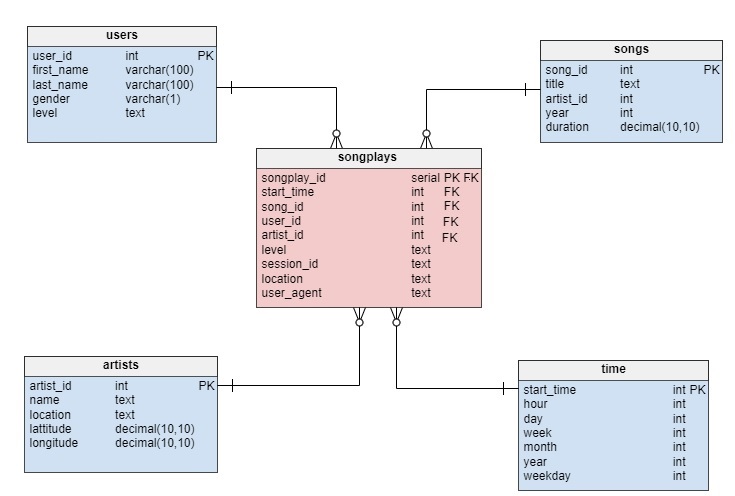 users
user_id int PK
first_name varchar(100)
last_name varchar(100)
gender varchar(1)
level text
songs
song_id int PK
title text
artist_id int
year int
duration decimal(10,10)
songplays
songplay_id serial PK FK
start_time int FK
song_id int FK
user_id int FK
artist_id int FK
level text
session_id text
location text
user_agent text
artists
artist_id int PK
name text
location text
lattitude decimal(10,10)
longitude decimal(10,10)
time
start_time int PK
hour int
day int
week int
month int
year int
weekday int